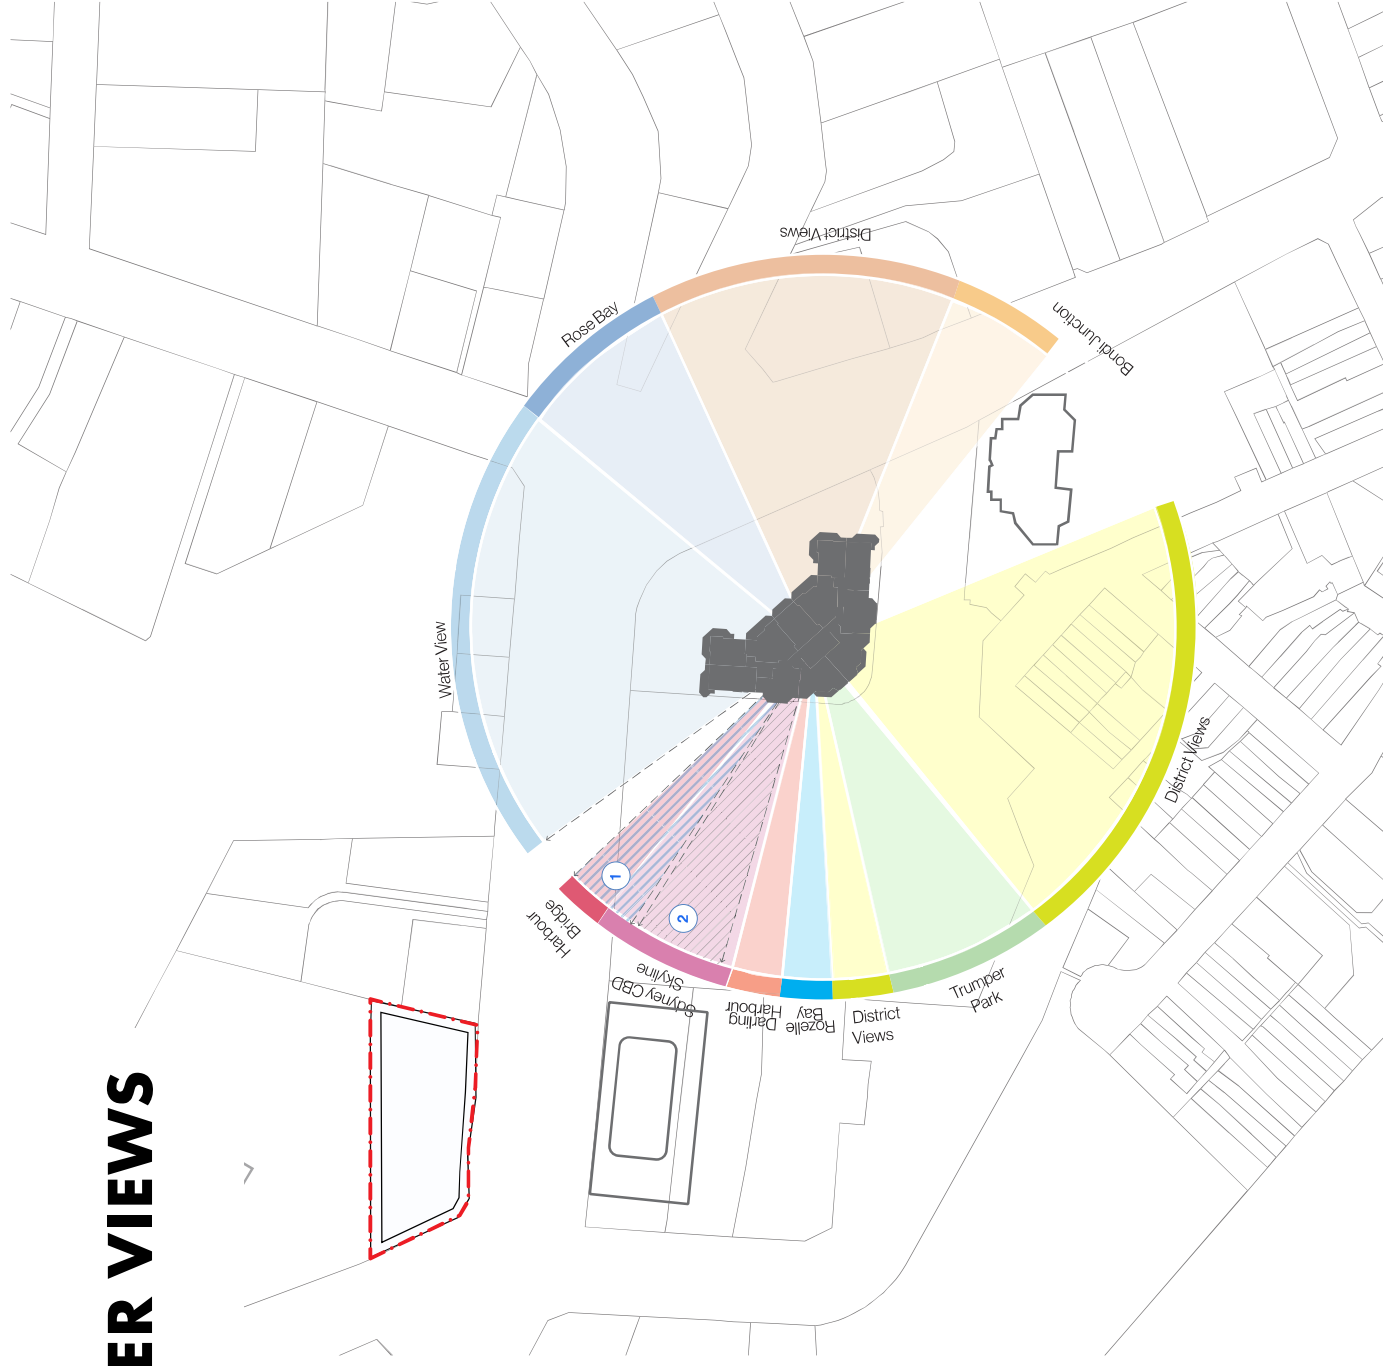 ER VIEWS
District Views
Rose Bay
Bondi Junction
Water View
District Views
1
2
Harbour
Bridge
Sdyney CBD
Skyline
Darling
Harbour
Rozelle
Bay
District
Views
Trumper
Park